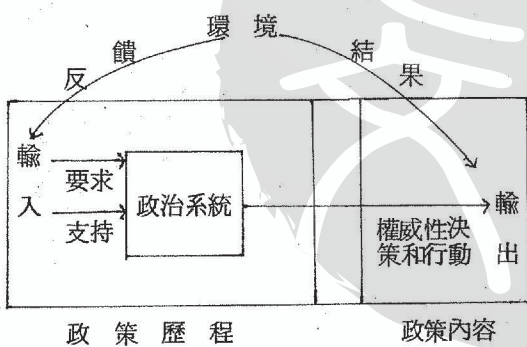 環境
反饋
結果
輸入
要求
支持
政治系統
權威性決
策和行動
輸出
政策歷程
政策內容